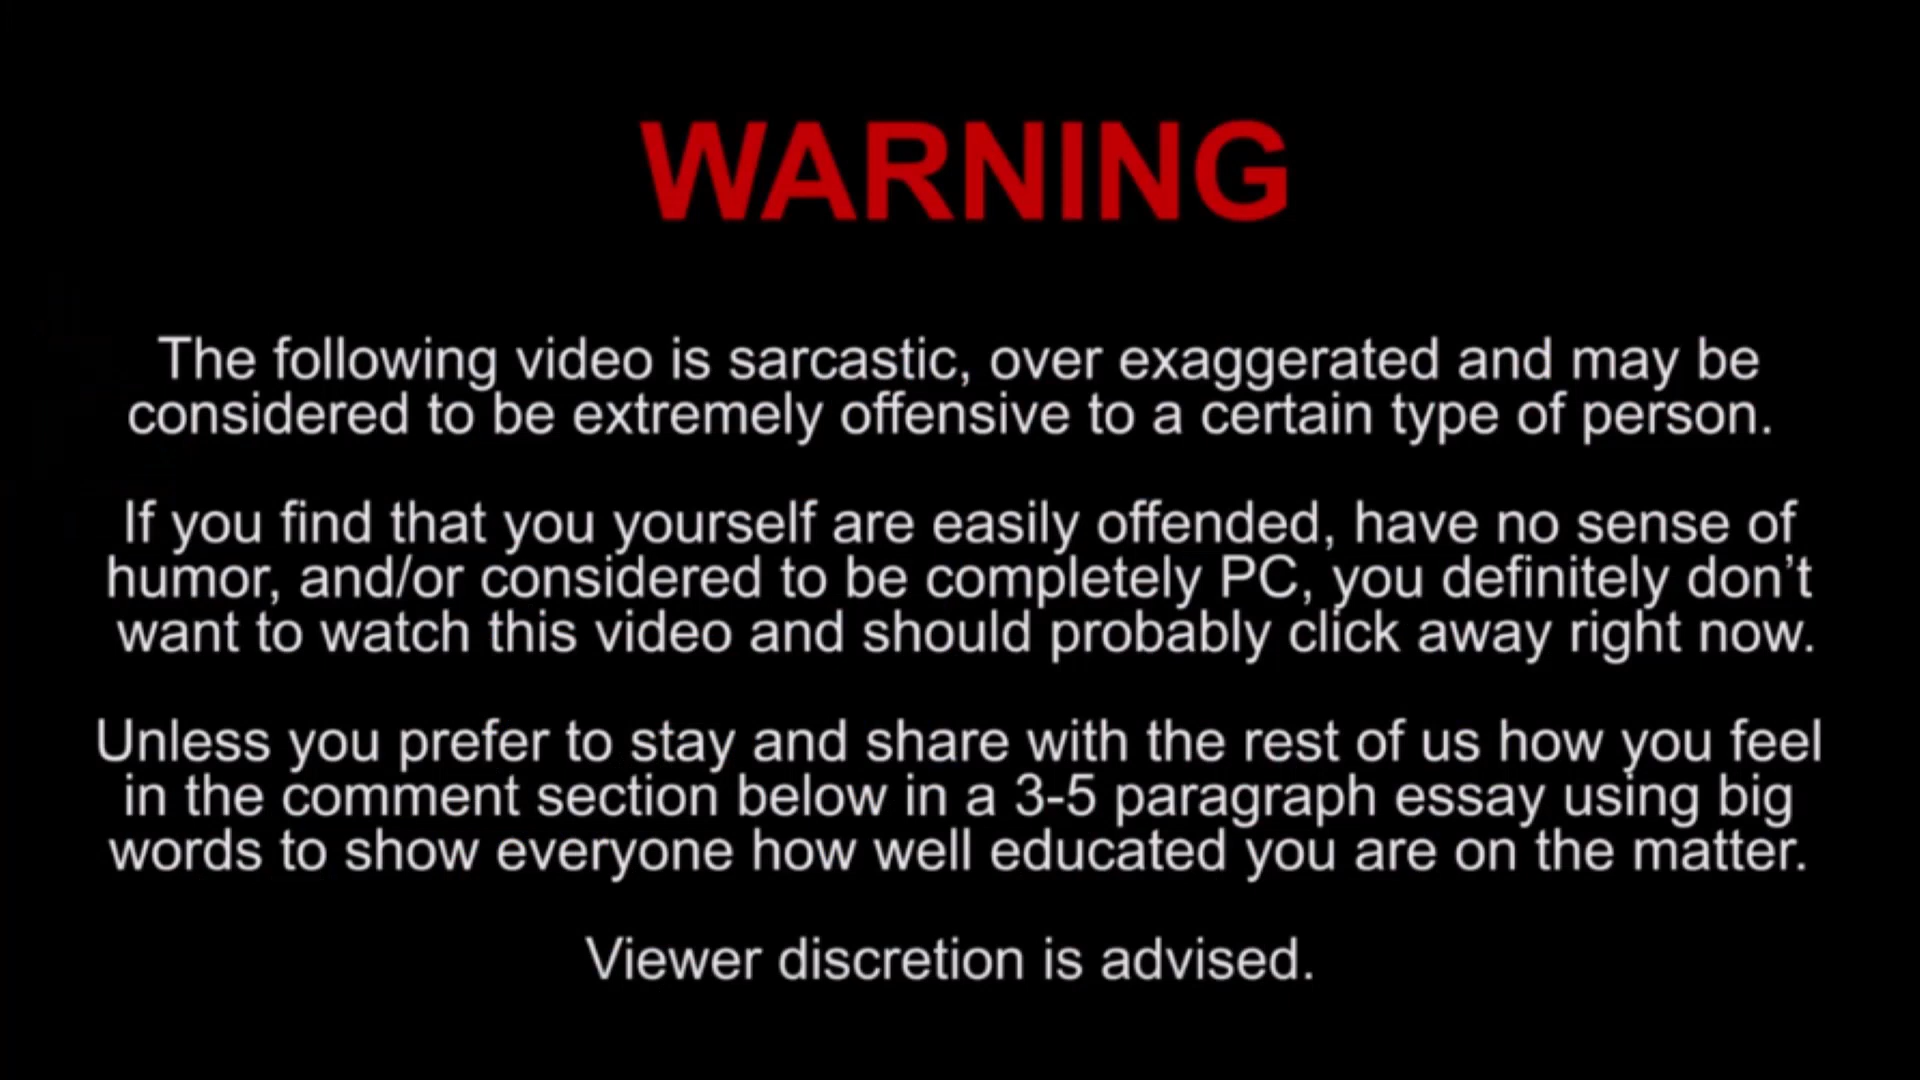 WARNING
The following video is sarcastic, over exaggerated and may be
considered to be extremely offensive to a certain type of person.
If you find that you yourself are easily offended, have no sense of
humor, and/or considered to be completely PC, you definitely don’t
want to watch this video and should probably click away right now.
Unless you prefer to stay and share with the rest of us how you feel
in the comment section below in a 3-5 paragraph essay using big
words to show everyone how well educated you are on the matter.
Viewer discretion is advised.